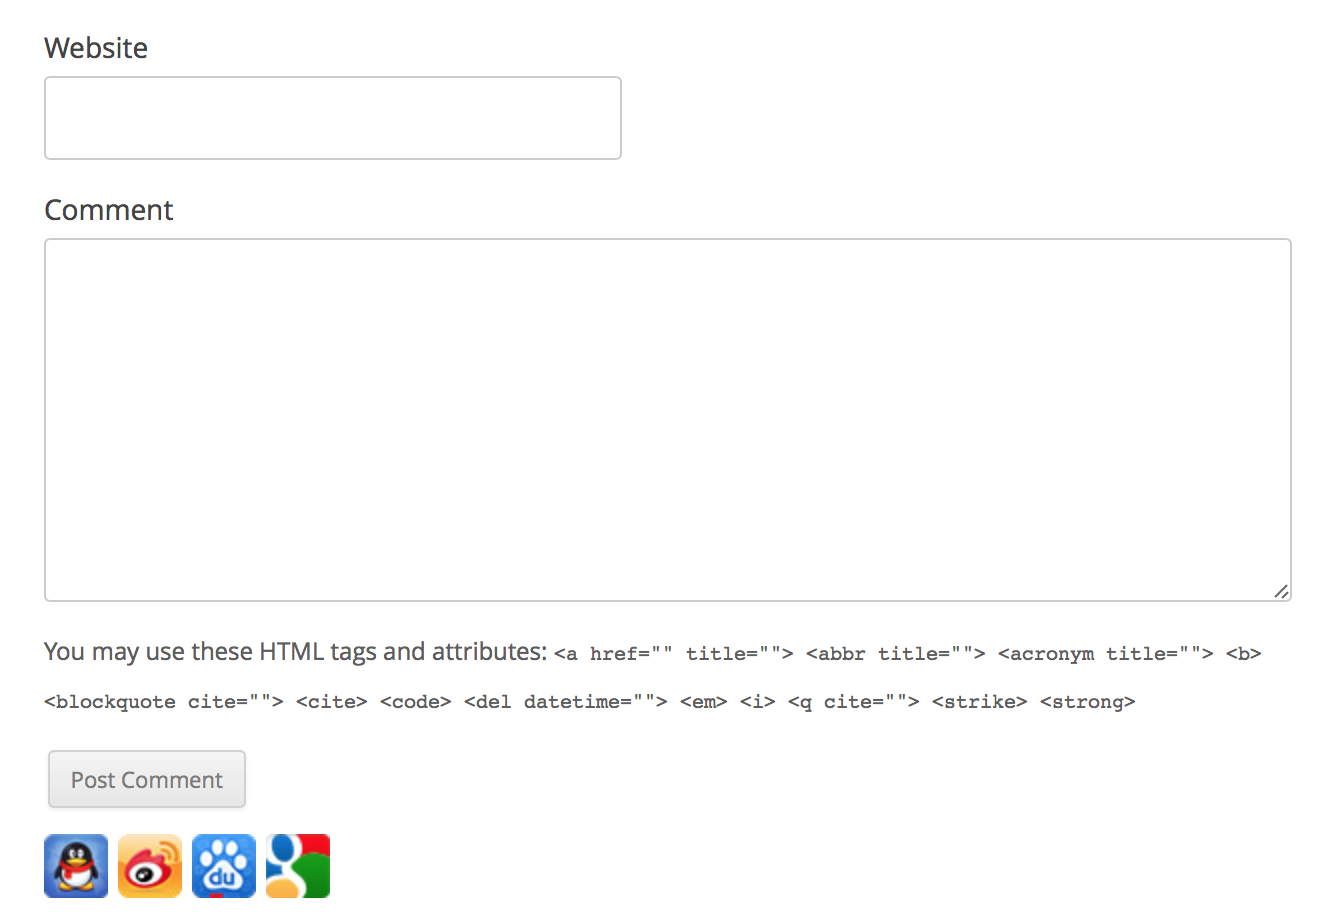 Website
Comment
You may use these HTML tags and attributes: <a href="" title=""> <abbr title=""> <acronym title=""> <b>
<blockquote cite=""> <cite> <code> <del datetime=""> <em> <i> <q cite=""> <strike> <strong>
Post Comment
du